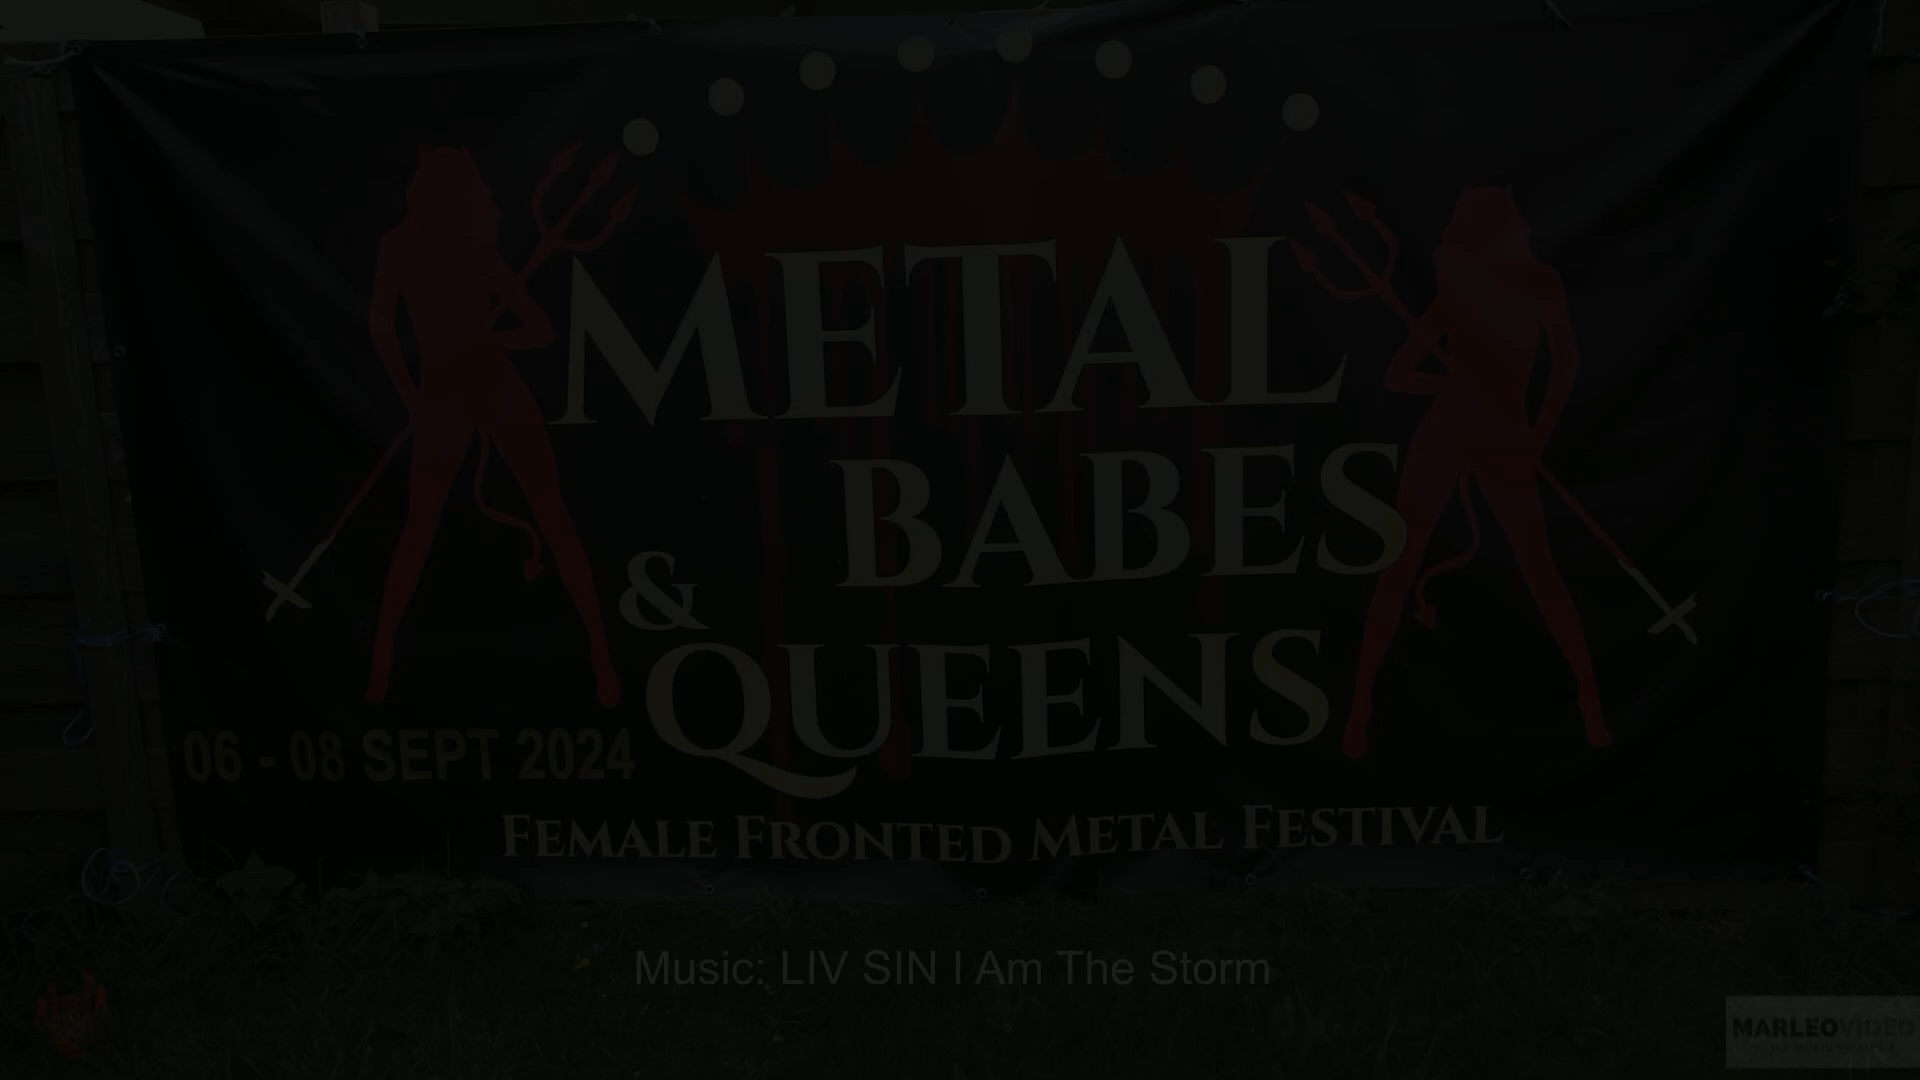 METAL
BABES
&
QUEENS
06 - 08 SEPT 2024
FEMALE FRONTED METAL FESTIVAL
Music: LIV SIN I Am The Storm
MARLEOVIDEO